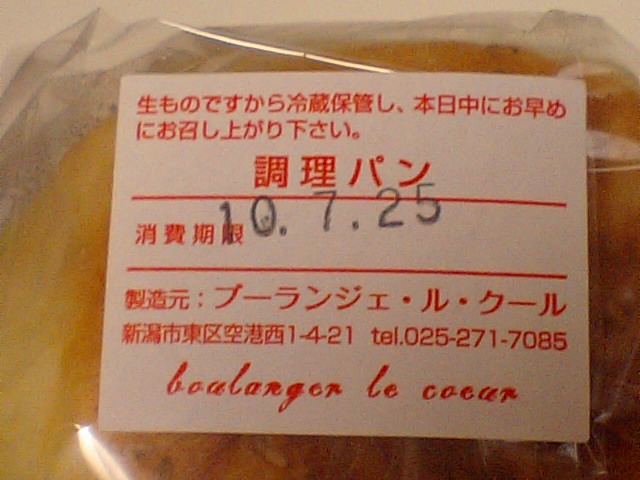 生ものですから冷蔵保管し、本日中にお早め
にお召し上がり下さい。
調理パン
消費期限 10.7.25
製造元：ブーランジェ・ル・クール
新潟市東区空港西1-4-21 tel.025-271-7085
boulanger le coeur